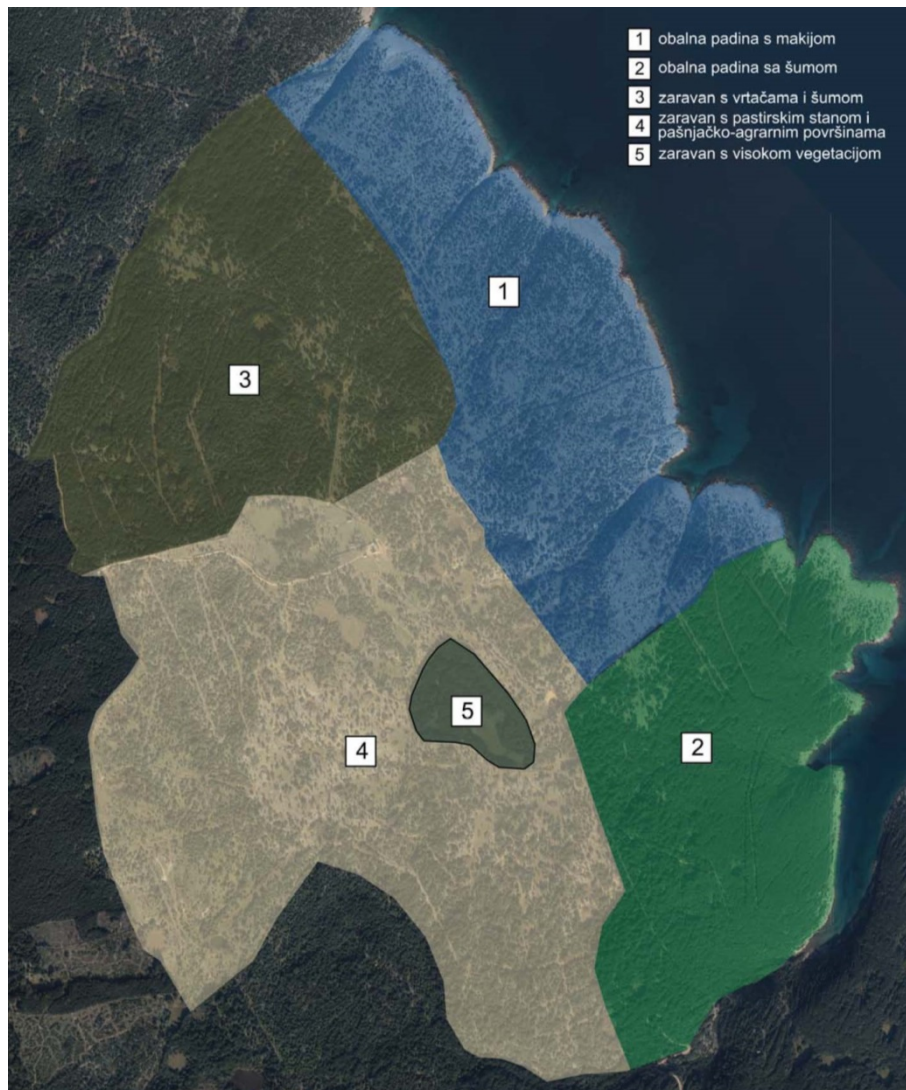 1 obalna padina s makijom
2 obalna padina sa šumom
3 zaravan s vrtačama i šumom
4 zaravan s pastirskim stanom i
pašnjačko-agrarnim površinama
5 zaravan s visokom vegetacijom
1
3
5
4
2